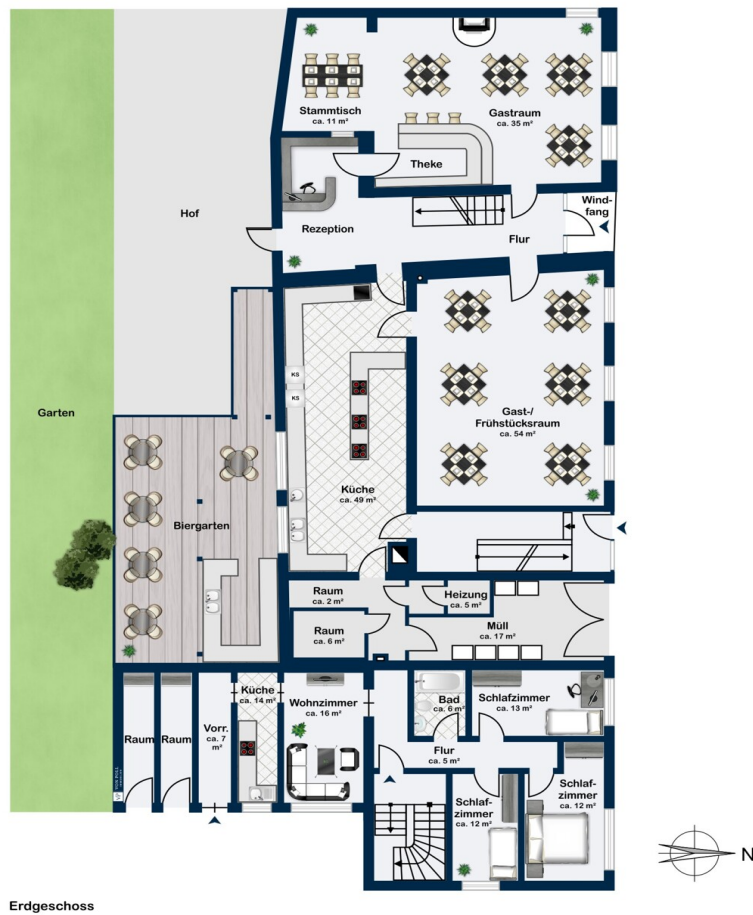 Stammtisch
ca. 11 m²
Gastraum
ca. 35 m²
Theke
Wind-
fang
Hof
Rezeption
Flur
KS
KS
Garten
Gast-/
Frühstücksraum
ca. 54 m²
Küche
ca. 49 m²
Biergarten
Raum
ca. 2 m²
Heizung
ca. 5 m²
Raum
ca. 6 m²
Müll
ca. 17 m²
Raum
Raum
Vorr.
ca. 7
m²
Küche
ca. 14 m²
Wohnzimmer
ca. 16 m²
Bad
ca. 6 m²
Schlafzimmer
ca. 13 m²
Flur
ca. 5 m²
Schlaf-
zimmer
ca. 12 m²
Schlaf-
zimmer
ca. 12 m²
VON POLL
N
Erdgeschoss